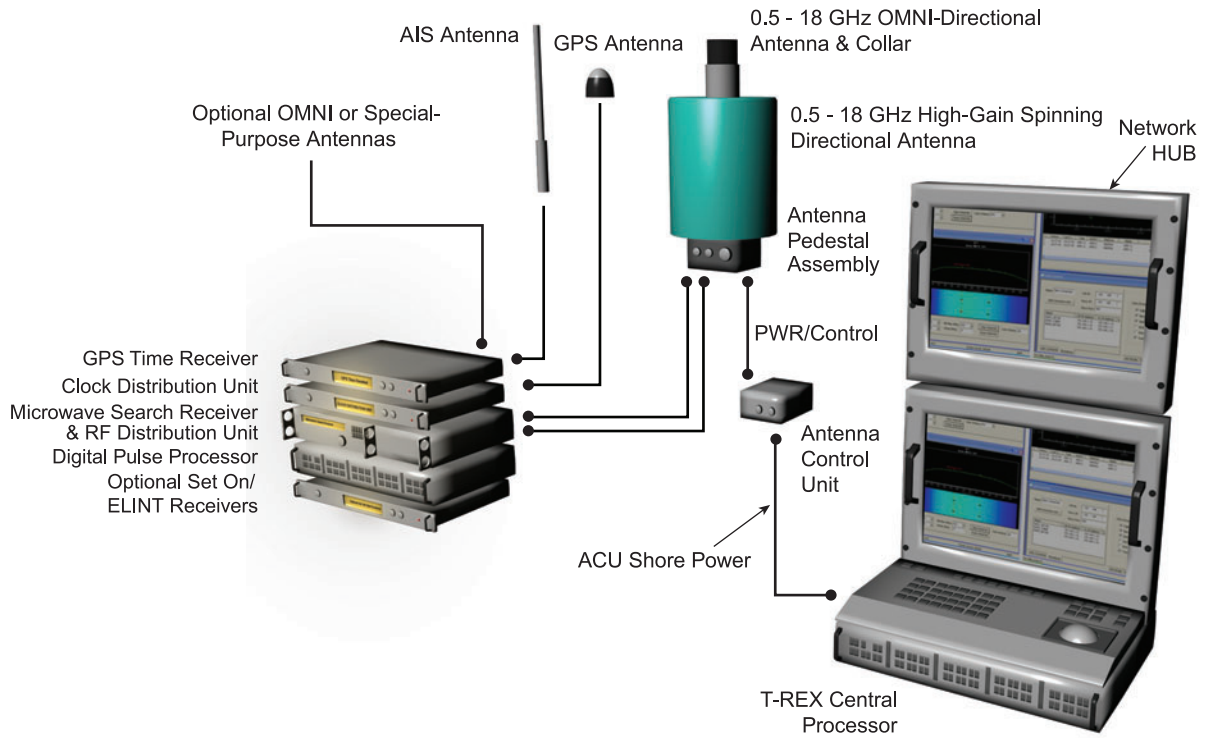 AIS Antenna
GPS Antenna
0.5 - 18 GHz OMNI-Directional
Antenna & Collar
Optional OMNI or Special-
Purpose Antennas
0.5 - 18 GHz High-Gain Spinning
Directional Antenna
Network
HUB
Antenna
Pedestal
Assembly
PWR/Control
GPS Time Receiver
Clock Distribution Unit
Microwave Search Receiver
& RF Distribution Unit
Digital Pulse Processor
Optional Set On/
ELINT Receivers
Antenna
Control
Unit
ACU Shore Power
T-REX Central
Processor